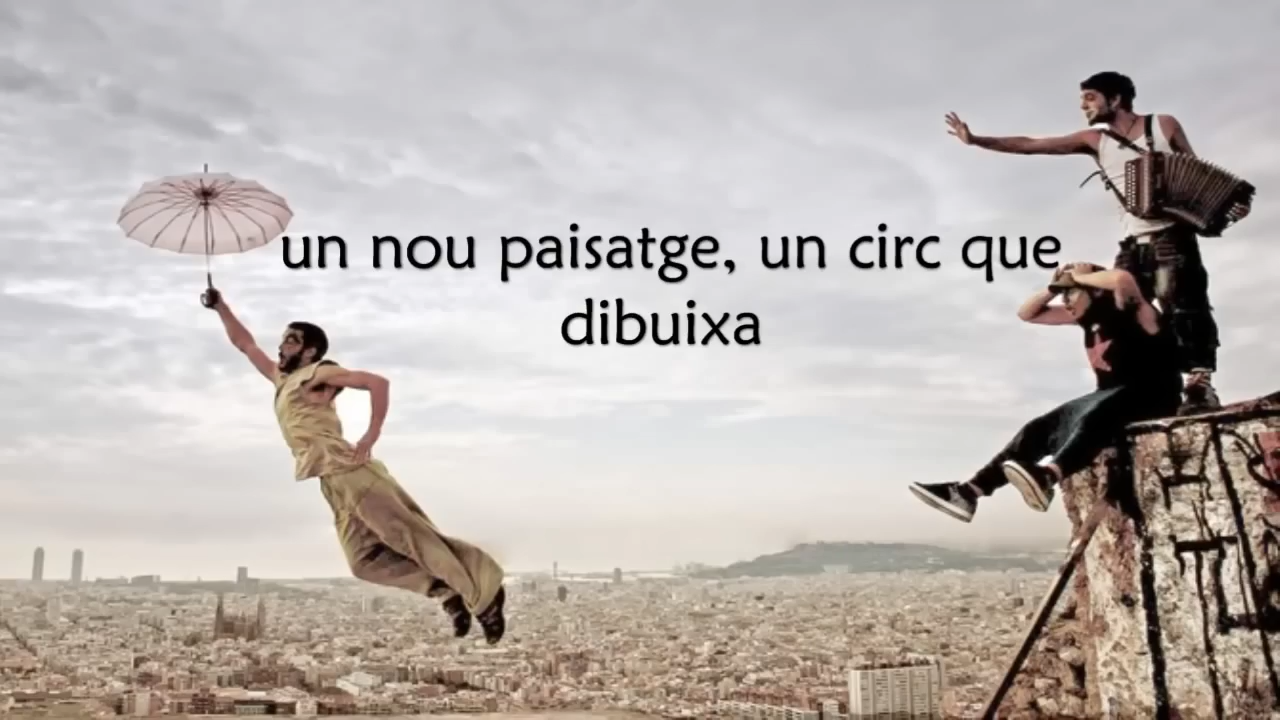 un nou paisatge, un circ que
dibuixa